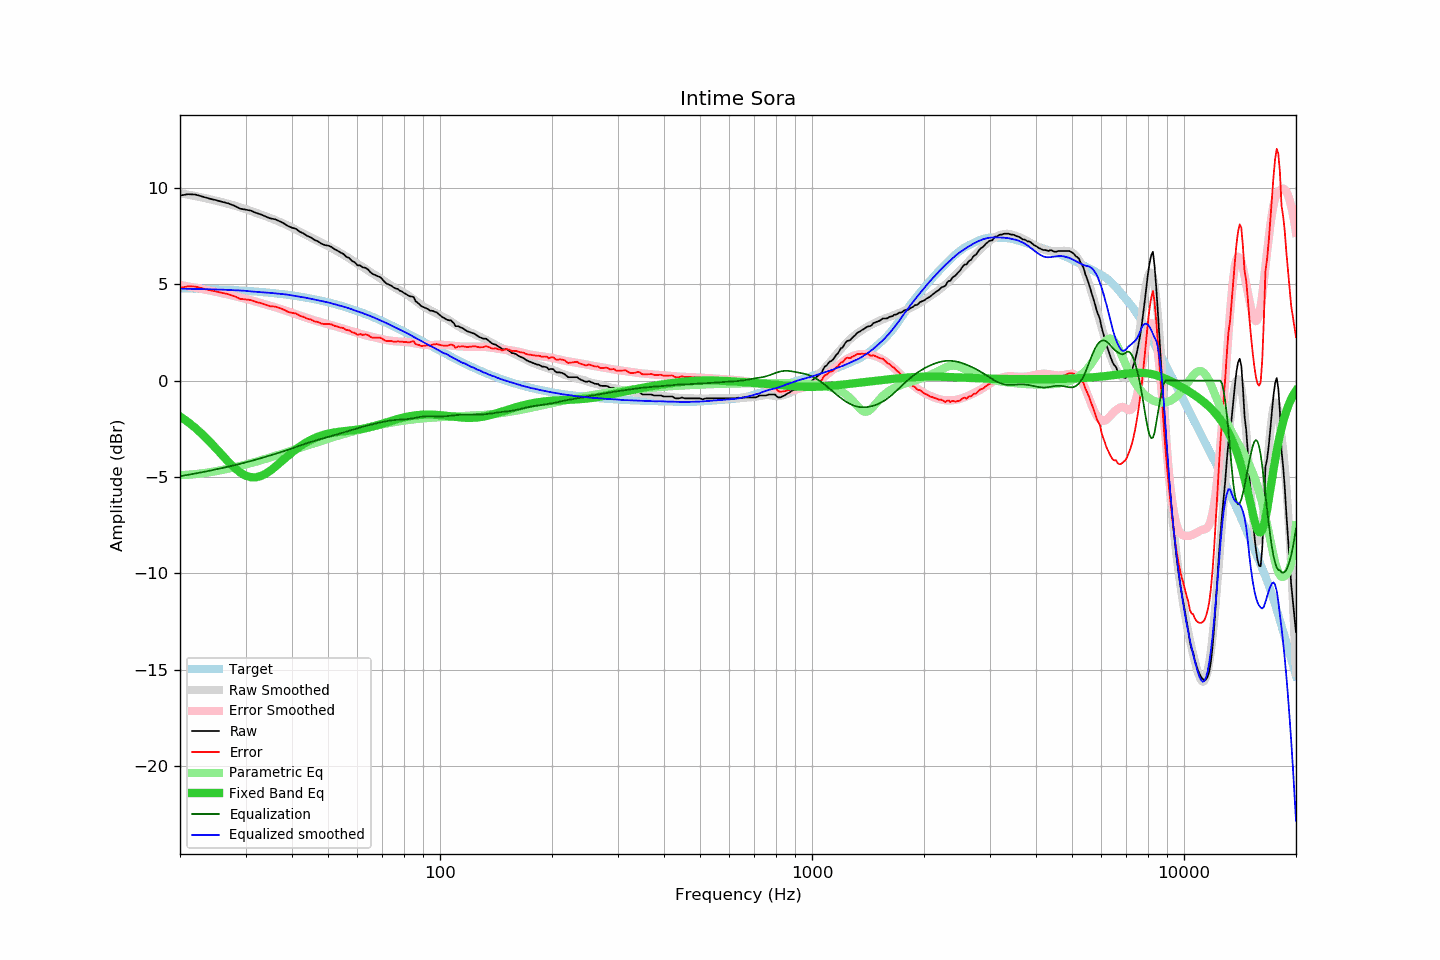 Intime Sora
Amplitude (dBr)
10
5
0
−5
−10
−15
−20
Target
Raw Smoothed
Error Smoothed
Raw
Error
Parametric Eq
Fixed Band Eq
Equalization
Equalized smoothed
100
1000
10000
Frequency (Hz)